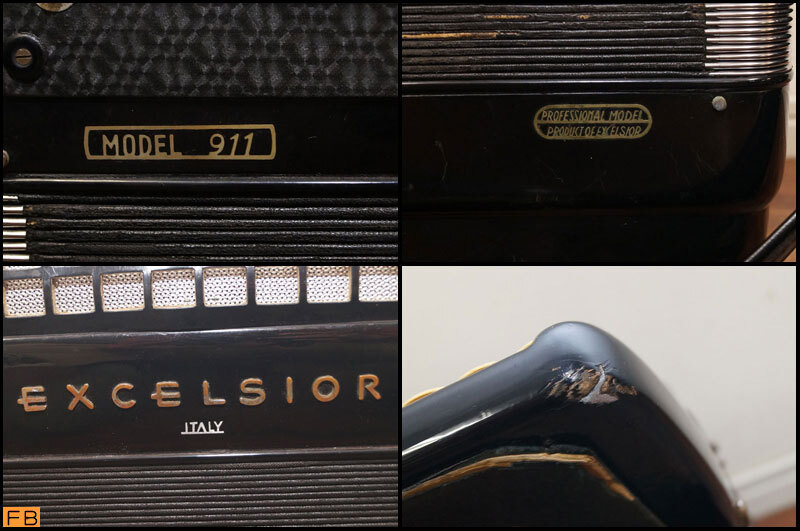 MODEL 911
PROFESSIONAL MODEL
PRODUCT OF EXCELSIOR
EXCELSIOR
ITALY
FB